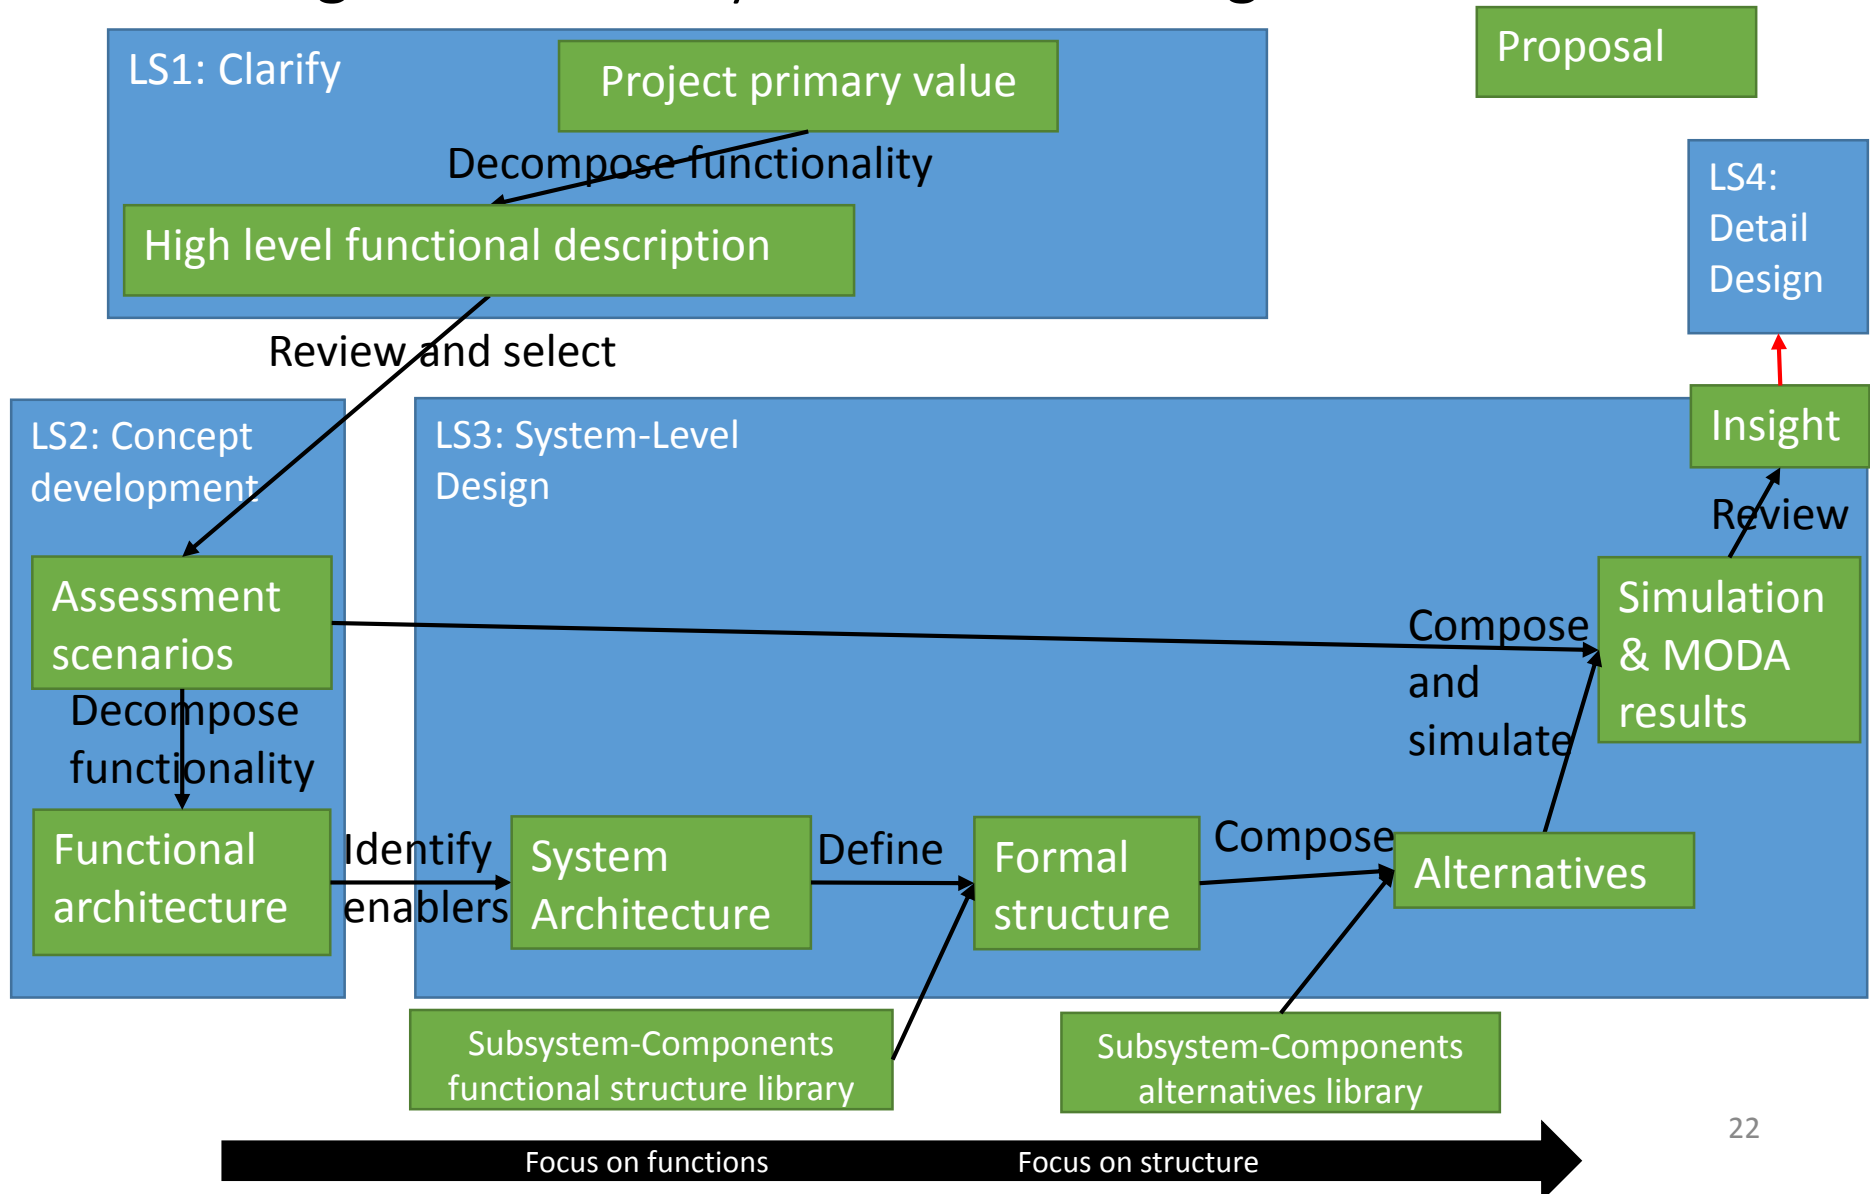 LS1: Clarify
Project primary value
Proposal
Decompose functionality
High level functional description
LS4:
Detail
Design
Review and select
LS2: Concept
development
LS3: System-Level
Design
Insight
Review
Assessment
scenarios
Compose
and
simulate
Simulation
& MODA
results
Decompose
functionality
Functional
architecture
Identify
enablers
System
Architecture
Define
Formal
structure
Compose
Alternatives
Subsystem-Components
functional structure library
Subsystem-Components
alternatives library
22
Focus on functions
Focus on structure